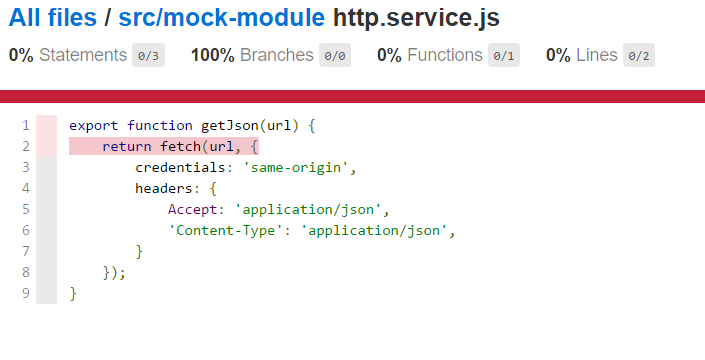 All files / src/mock-module http.service.js
0% Statements 0/3 100% Branches 0/0 0% Functions 0/1 0% Lines 0/2
1 export function getJson(url) {
2     return fetch(url, {
3         credentials: 'same-origin',
4         headers: {
5             Accept: 'application/json',
6             'Content-Type': 'application/json',
7         }
8     });
9 }